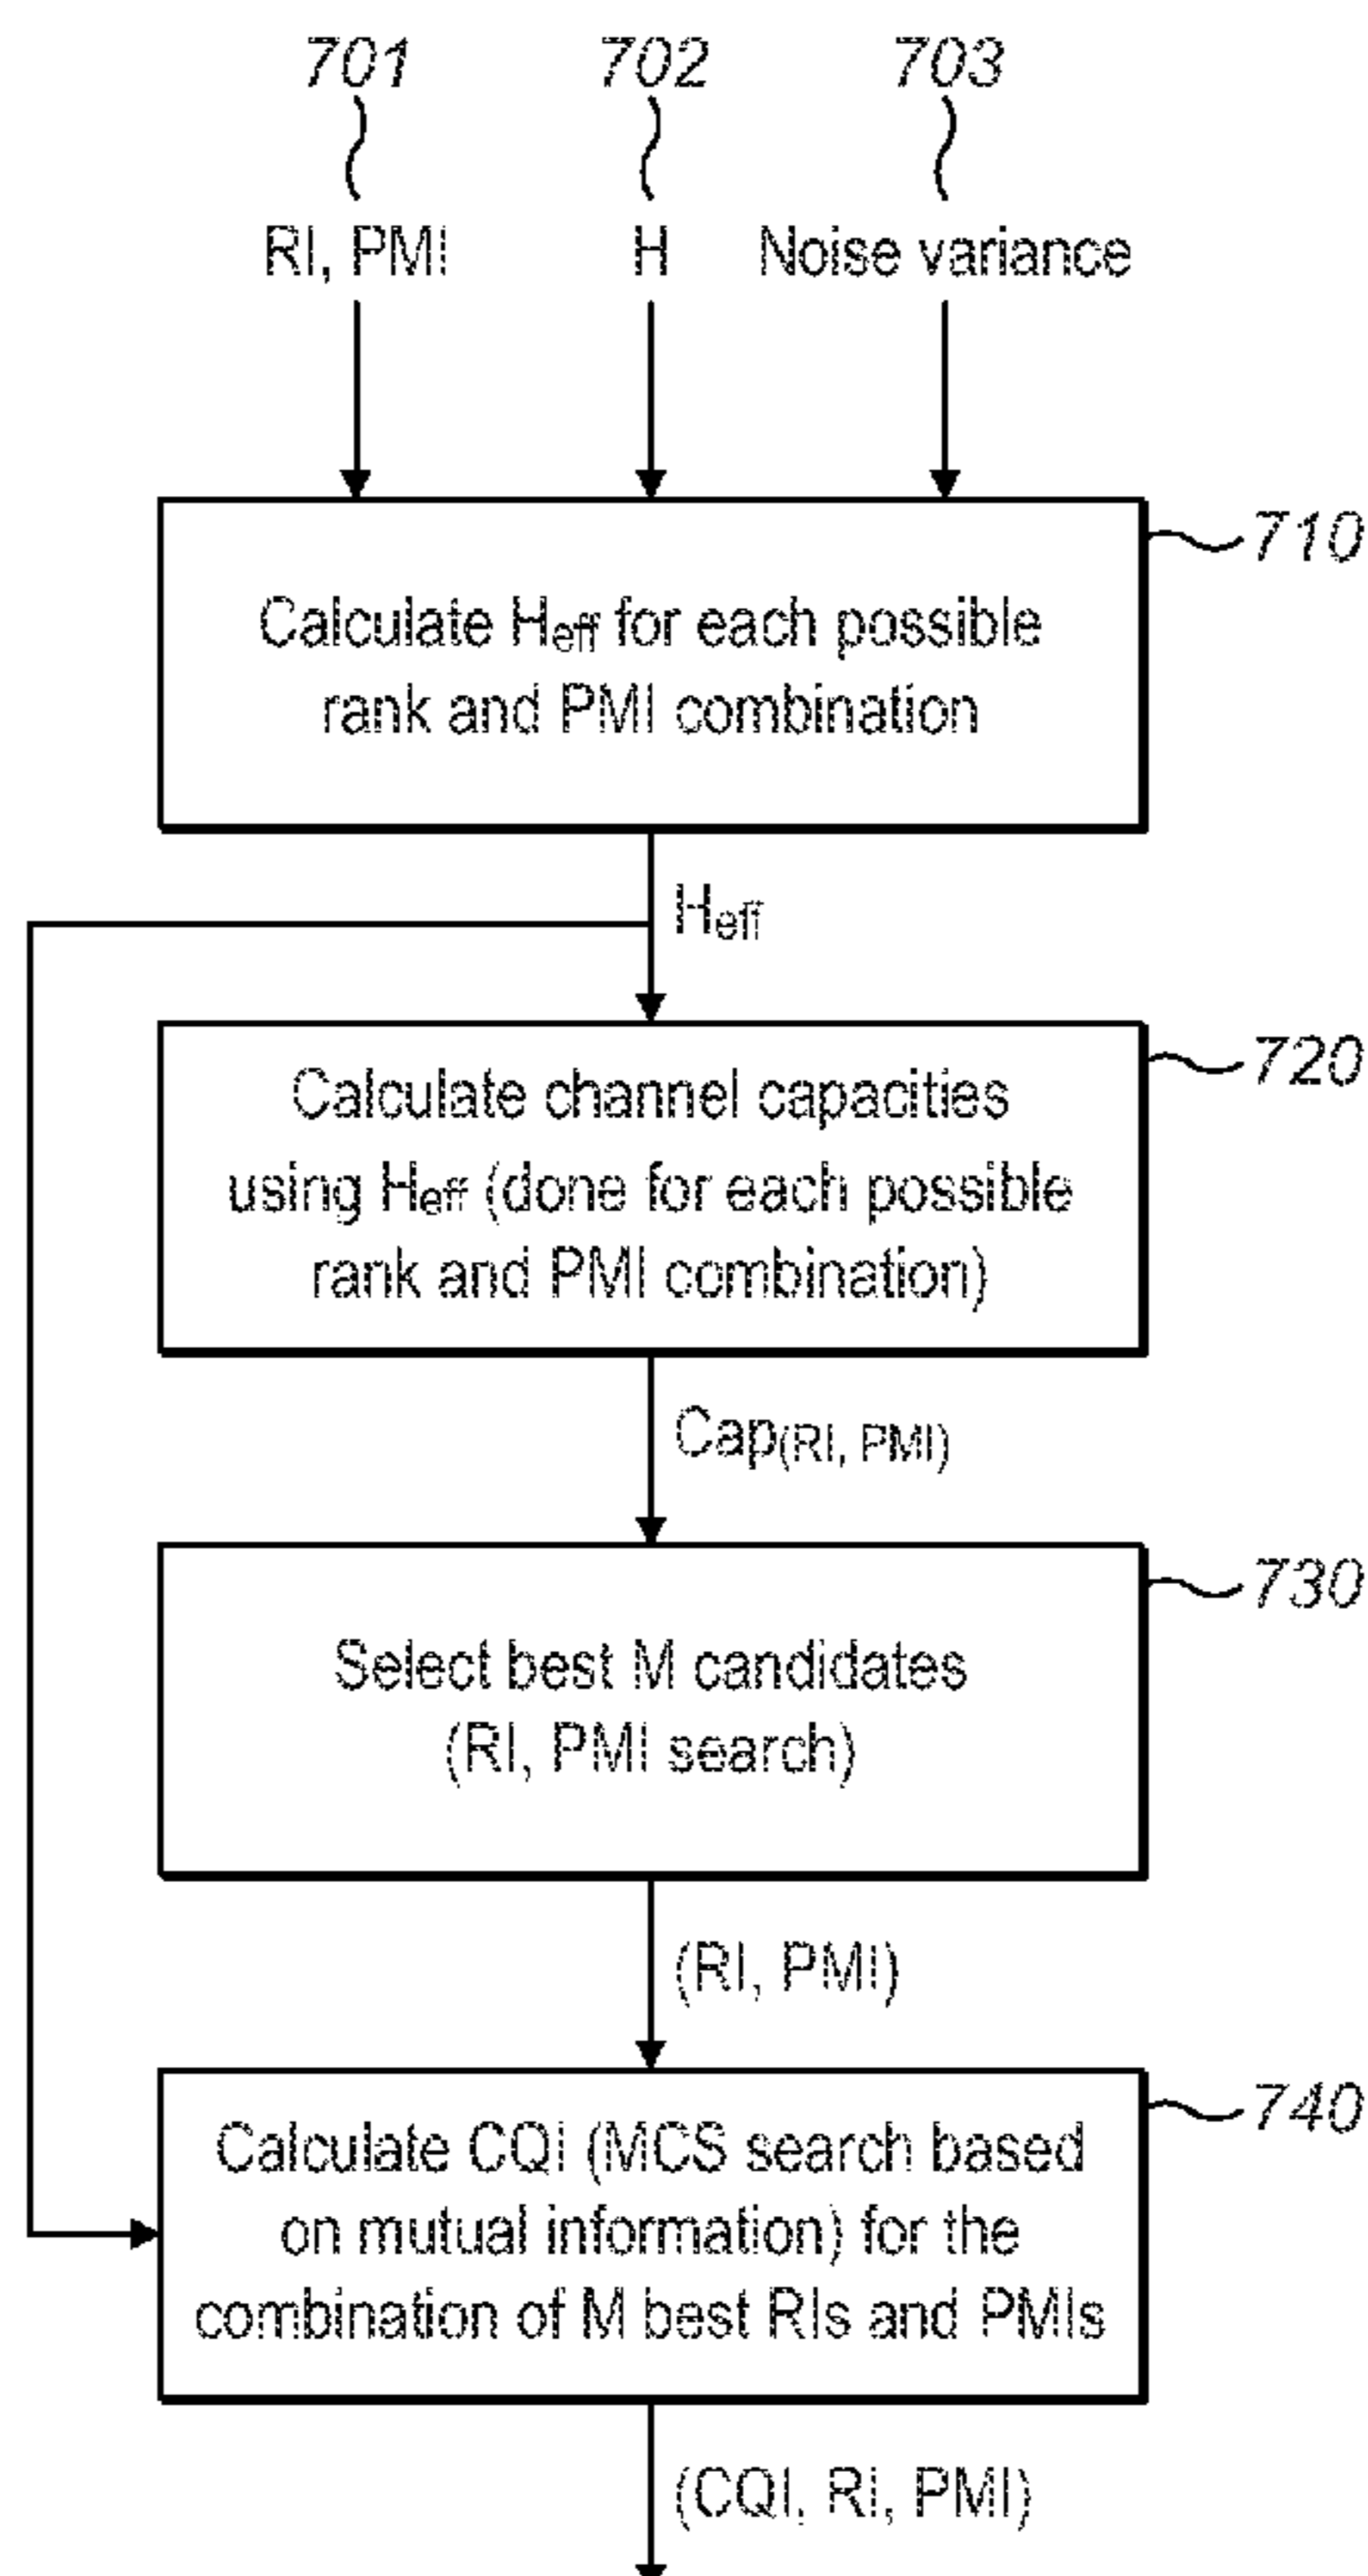 701 702 703
RI, PMI H Noise variance
710
Calculate Heff for each possible
rank and PMI combination
Heff
720
Calculate channel capacities
using Heff (done for each possible
rank and PMI combination)
Cap(RI, PMI)
730
Select best M candidates
(RI, PMI search)
(RI, PMI)
740
Calculate CQI (MCS search based
on mutual information) for the
combination of M best RIs and PMIs
(CQI, RI, PMI)